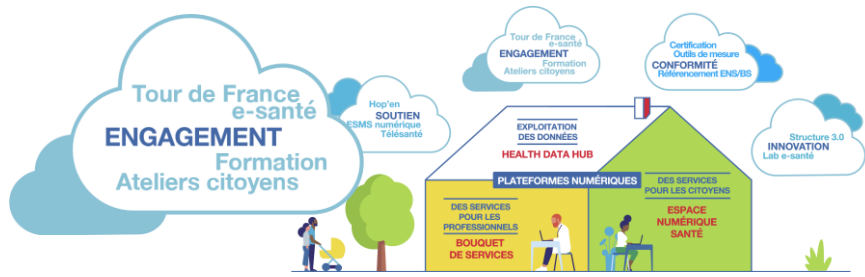 Tour de France
e-santé
ENGAGEMENT
Formation
Ateliers citoyens
Hop'en
SOUTIEN
ESMS numérique
Télésanté
Tour de France
e-santé
ENGAGEMENT
Formation
Ateliers citoyens
Certification
Outils de mesure
CONFORMITÉ
Référencement ENS/BS
Structure 3.0
INNOVATION
Lab e-santé
EXPLOITATION
DES DONNÉES
HEALTH DATA HUB
PLATEFORMES NUMÉRIQUES
DES SERVICES
POUR LES
PROFESSIONNELS
BOUQUET
DE SERVICES
DES SERVICES
POUR LES CITOYENS
ESPACE
NUMÉRIQUE
SANTÉ